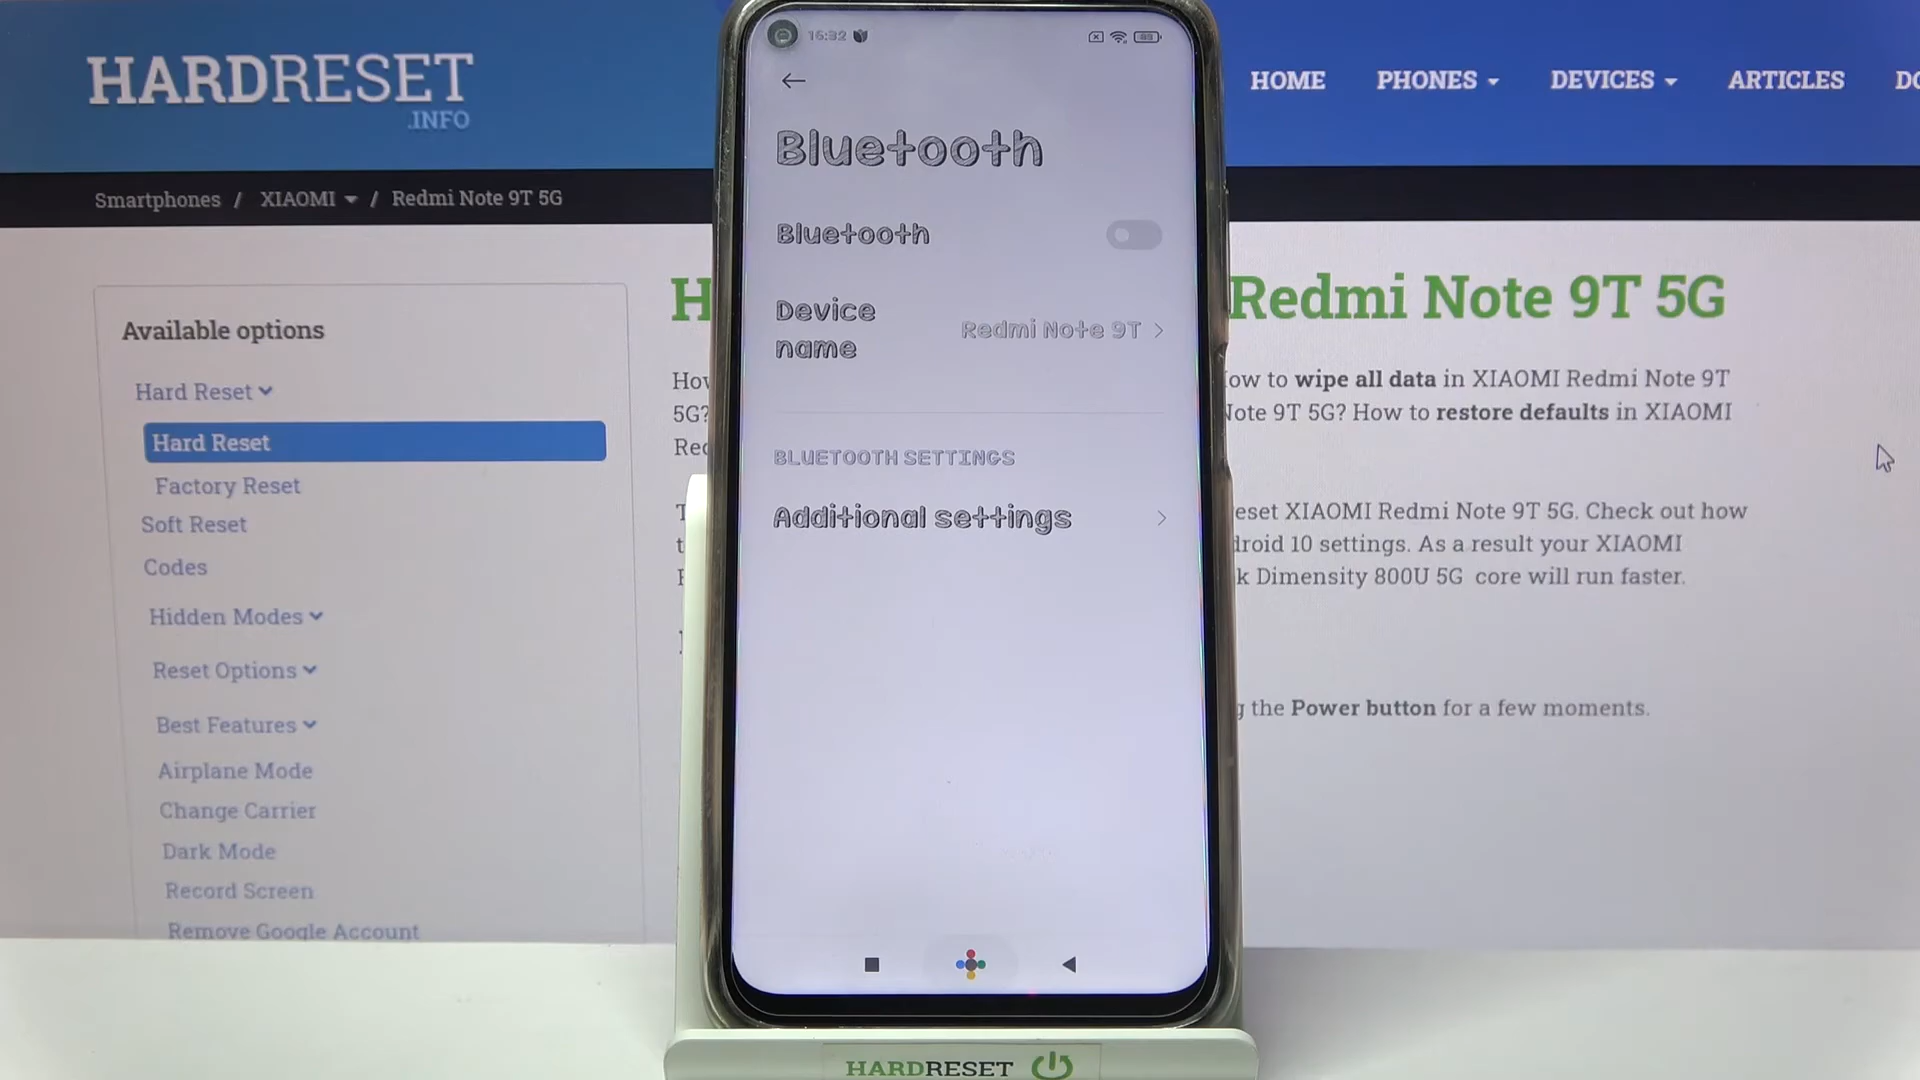 HARDRESET
.INFO
HOME PHONES DEVICES ARTICLES
Smartphones / XIAOMI / Redmi Note 9T 5G
Available options
Hard Reset
Hard Reset
Factory Reset
Soft Reset
Codes
Hidden Modes
Reset Options
Best Features
Airplane Mode
Change Carrier
Dark Mode
Record Screen
Remove Google Account
16:32
Bluetooth
Bluetooth
Device name
Redmi Note 9T
BLUETOOTH SETTINGS
Additional settings
Redmi Note 9T 5G
to wipe all data in XIAOMI Redmi Note 9T
9T 5G? How to restore defaults in XIAOMI
XIAOMI Redmi Note 9T 5G. Check out how
10 settings. As a result your XIAOMI
Dimensity 800U 5G core will run faster.
the Power button for a few moments.
HARDRESET